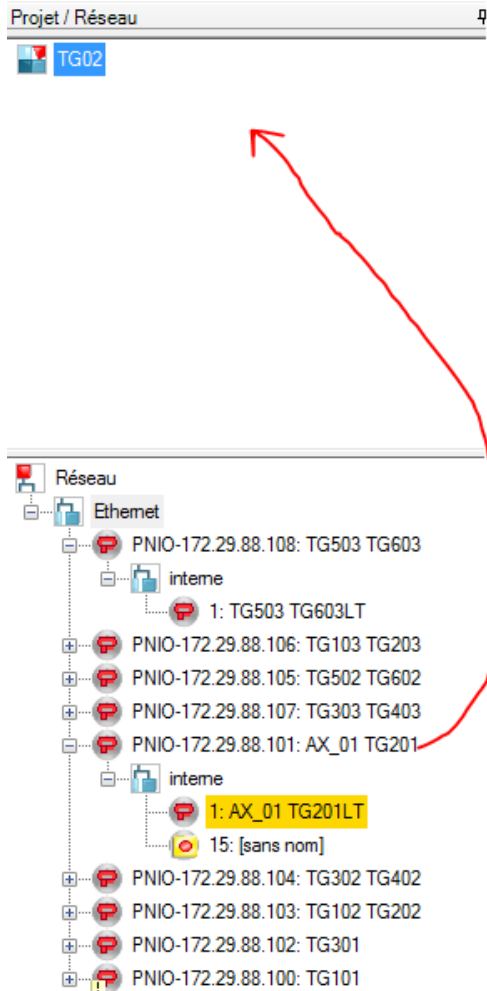 Projet / Réseau
TG02
Réseau
Ethernet
PNIO-172.29.88.108: TG503 TG603
interne
1: TG503 TG603LT
PNIO-172.29.88.106: TG103 TG203
PNIO-172.29.88.105: TG502 TG602
PNIO-172.29.88.107: TG303 TG403
PNIO-172.29.88.101: AX_01 TG201
interne
1: AX_01 TG201LT
15: [sans nom]
PNIO-172.29.88.104: TG302 TG402
PNIO-172.29.88.103: TG102 TG202
PNIO-172.29.88.102: TG301
PNIO-172.29.88.100: TG101